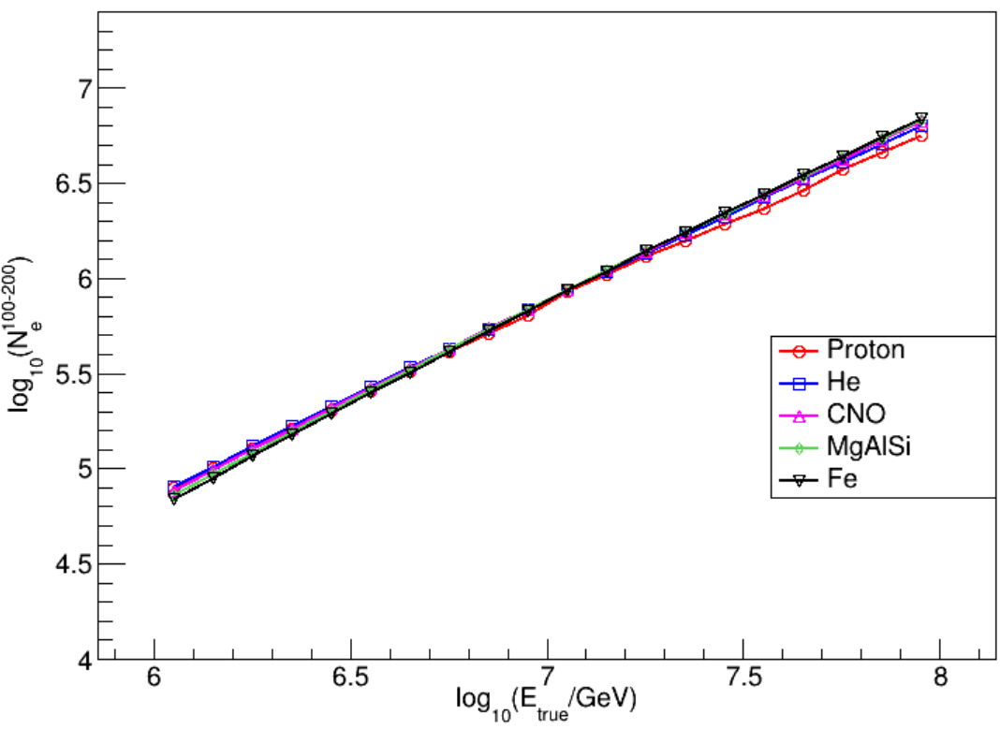 log₁₀(Nₑ¹⁰⁰⁻²⁰⁰)
7
6.5
6
5.5
5
4.5
4
6 6.5 7 7.5 8
log₁₀(E_true/GeV)
Proton
He
CNO
MgAlSi
Fe